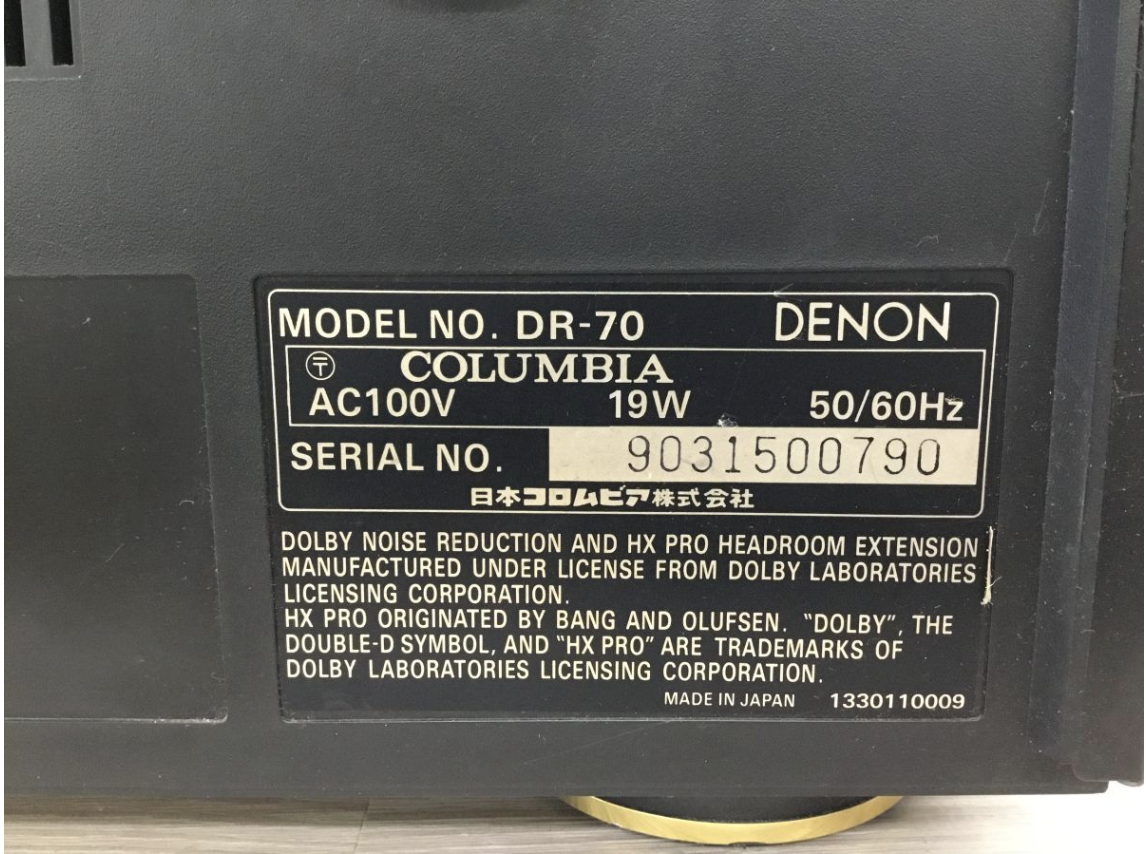 MODEL NO. DR-70 DENON
〶 COLUMBIA
AC100V 19W 50/60Hz
SERIAL NO. 9031500790
日本コロムビア株式会社
DOLBY NOISE REDUCTION AND HX PRO HEADROOM EXTENSION
MANUFACTURED UNDER LICENSE FROM DOLBY LABORATORIES
LICENSING CORPORATION.
HX PRO ORIGINATED BY BANG AND OLUFSEN. "DOLBY", THE
DOUBLE-D SYMBOL, AND "HX PRO" ARE TRADEMARKS OF
DOLBY LABORATORIES LICENSING CORPORATION.
MADE IN JAPAN 1330110009